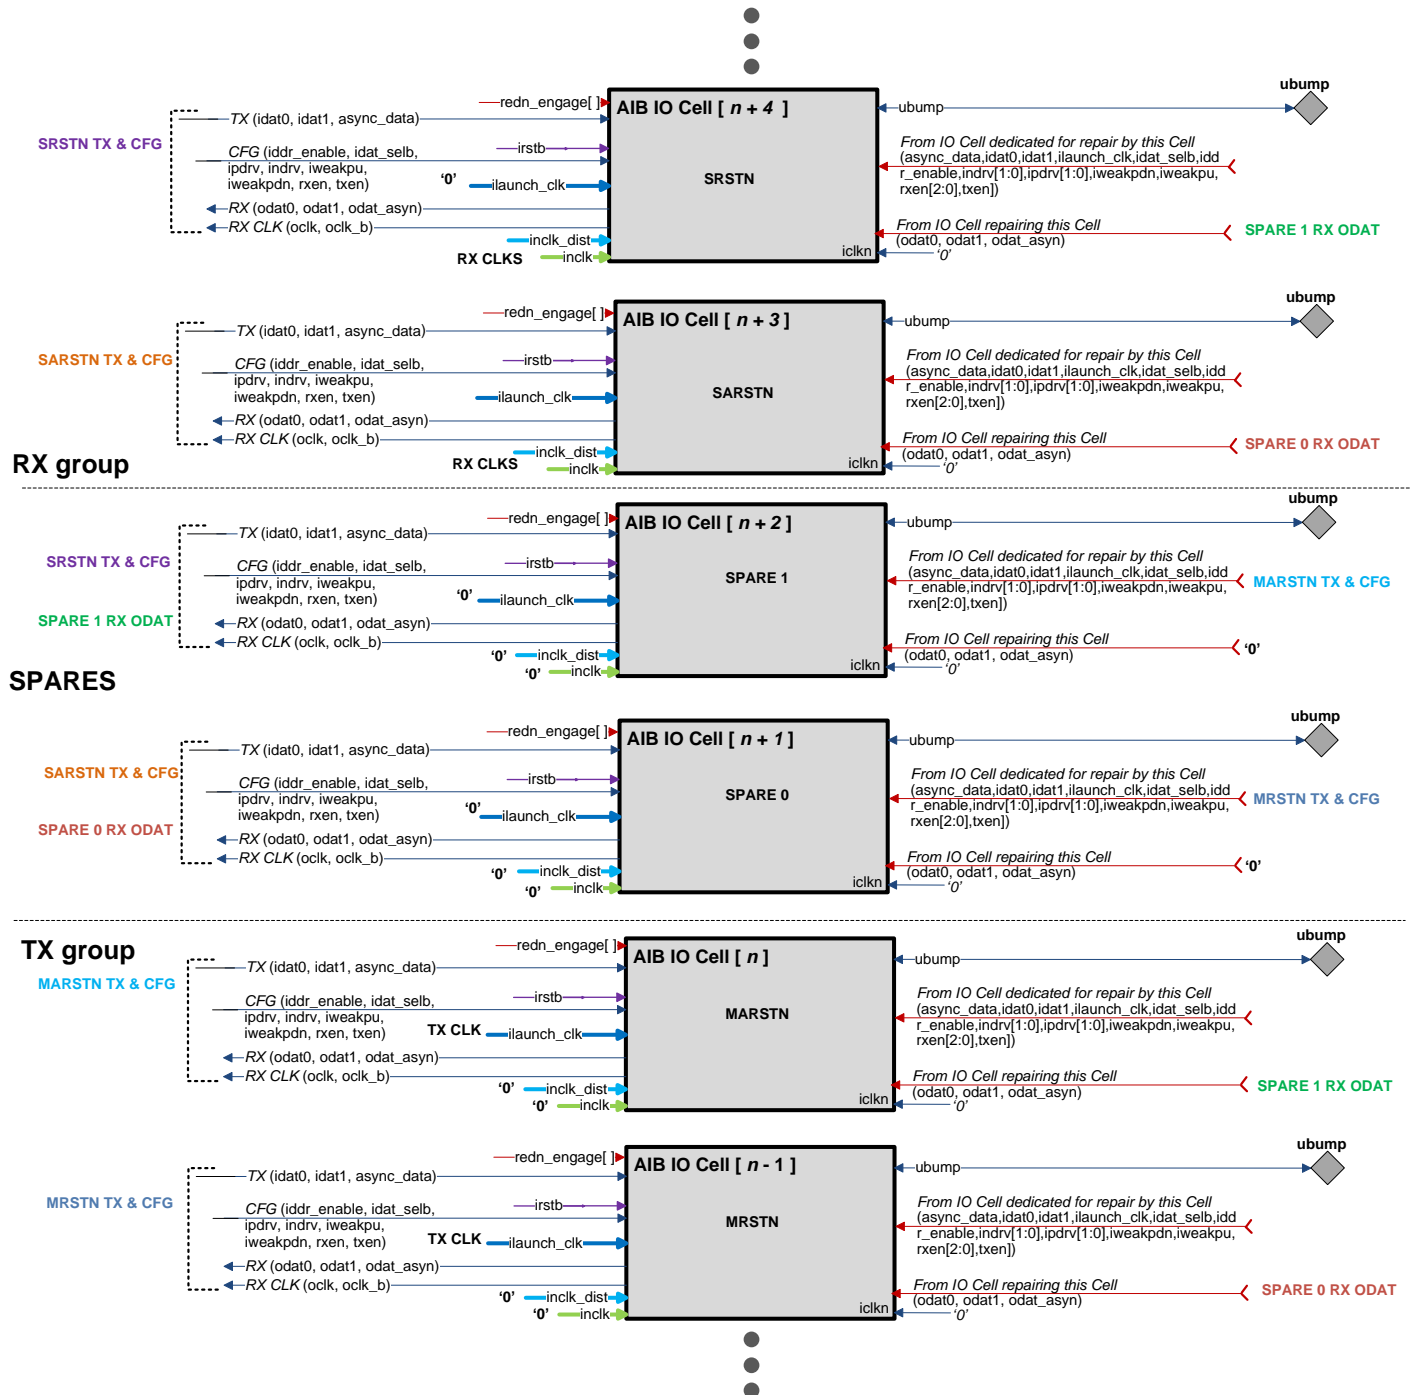 redn_engage[ ]
AIB IO Cell [ n + 4 ]
ubump
ubump
SRSTN TX & CFG
TX (idat0, idat1, async_data)
CFG (iddr_enable, idat_selb,
ipdrv, indrv, iweakpu,
iweakpdn, rxen, txen)
RX (odat0, odat1, odat_asyn)
RX CLK (oclk, oclk_b)
irstb
'0'
ilaunch_clk
inclk_dist
RX CLKS
inclk
SRSTN
iclkn
From IO Cell dedicated for repair by this Cell
(async_data,idat0,idat1,ilaunch_clk,idat_selb,idd
r_enable,indrv[1:0],ipdrv[1:0],iweakpdn,iweakpu,
rxen[2:0],txen])
From IO Cell repairing this Cell
(odat0, odat1, odat_asyn)
'0'
SPARE 1 RX ODAT
redn_engage[ ]
AIB IO Cell [ n + 3 ]
ubump
ubump
SARSTN TX & CFG
TX (idat0, idat1, async_data)
CFG (iddr_enable, idat_selb,
ipdrv, indrv, iweakpu,
iweakpdn, rxen, txen)
RX (odat0, odat1, odat_asyn)
RX CLK (oclk, oclk_b)
irstb
ilaunch_clk
inclk_dist
RX CLKS
inclk
SARSTN
iclkn
From IO Cell dedicated for repair by this Cell
(async_data,idat0,idat1,ilaunch_clk,idat_selb,idd
r_enable,indrv[1:0],ipdrv[1:0],iweakpdn,iweakpu,
rxen[2:0],txen])
From IO Cell repairing this Cell
(odat0, odat1, odat_asyn)
'0'
SPARE 0 RX ODAT
RX group
redn_engage[ ]
AIB IO Cell [ n + 2 ]
ubump
ubump
SRSTN TX & CFG
SPARE 1 RX ODAT
TX (idat0, idat1, async_data)
CFG (iddr_enable, idat_selb,
ipdrv, indrv, iweakpu,
iweakpdn, rxen, txen)
RX (odat0, odat1, odat_asyn)
RX CLK (oclk, oclk_b)
irstb
'0'
ilaunch_clk
'0'
inclk_dist
'0'
inclk
SPARE 1
iclkn
From IO Cell dedicated for repair by this Cell
(async_data,idat0,idat1,ilaunch_clk,idat_selb,idd
r_enable,indrv[1:0],ipdrv[1:0],iweakpdn,iweakpu,
rxen[2:0],txen])
MARSTN TX & CFG
From IO Cell repairing this Cell
(odat0, odat1, odat_asyn)
'0'
'0'
SPARES
redn_engage[ ]
AIB IO Cell [ n + 1 ]
ubump
ubump
SARSTN TX & CFG
SPARE 0 RX ODAT
TX (idat0, idat1, async_data)
CFG (iddr_enable, idat_selb,
ipdrv, indrv, iweakpu,
iweakpdn, rxen, txen)
RX (odat0, odat1, odat_asyn)
RX CLK (oclk, oclk_b)
irstb
'0'
ilaunch_clk
'0'
inclk_dist
'0'
inclk
SPARE 0
iclkn
From IO Cell dedicated for repair by this Cell
(async_data,idat0,idat1,ilaunch_clk,idat_selb,idd
r_enable,indrv[1:0],ipdrv[1:0],iweakpdn,iweakpu,
rxen[2:0],txen])
MRSTN TX & CFG
From IO Cell repairing this Cell
(odat0, odat1, odat_asyn)
'0'
'0'
TX group
redn_engage[ ]
AIB IO Cell [ n ]
ubump
ubump
MARSTN TX & CFG
TX (idat0, idat1, async_data)
CFG (iddr_enable, idat_selb,
ipdrv, indrv, iweakpu,
iweakpdn, rxen, txen)
RX (odat0, odat1, odat_asyn)
RX CLK (oclk, oclk_b)
irstb
TX CLK
ilaunch_clk
'0'
inclk_dist
'0'
inclk
MARSTN
iclkn
From IO Cell dedicated for repair by this Cell
(async_data,idat0,idat1,ilaunch_clk,idat_selb,idd
r_enable,indrv[1:0],ipdrv[1:0],iweakpdn,iweakpu,
rxen[2:0],txen])
From IO Cell repairing this Cell
(odat0, odat1, odat_asyn)
'0'
SPARE 1 RX ODAT
redn_engage[ ]
AIB IO Cell [ n - 1 ]
ubump
ubump
MRSTN TX & CFG
TX (idat0, idat1, async_data)
CFG (iddr_enable, idat_selb,
ipdrv, indrv, iweakpu,
iweakpdn, rxen, txen)
RX (odat0, odat1, odat_asyn)
RX CLK (oclk, oclk_b)
irstb
TX CLK
ilaunch_clk
'0'
inclk_dist
'0'
inclk
MRSTN
iclkn
From IO Cell dedicated for repair by this Cell
(async_data,idat0,idat1,ilaunch_clk,idat_selb,idd
r_enable,indrv[1:0],ipdrv[1:0],iweakpdn,iweakpu,
rxen[2:0],txen])
From IO Cell repairing this Cell
(odat0, odat1, odat_asyn)
'0'
SPARE 0 RX ODAT